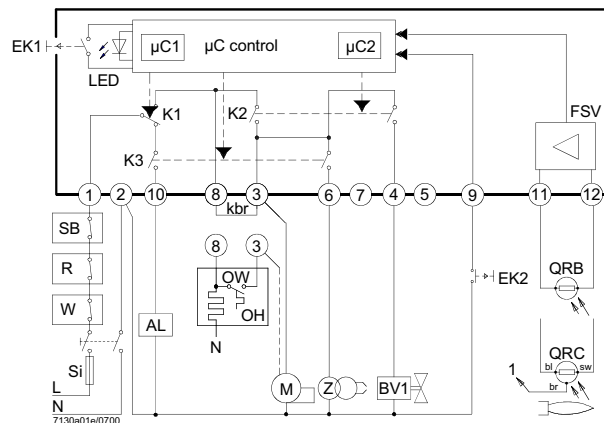 EK1
LED
µC1
µC control
µC2
K1
K2
K3
FSV
1
2
10
8
3
6
7
4
5
9
11
12
kbr
SB
R
W
Si
L
N
7130a01e/0700
AL
8
3
OW
OH
N
M
Z
BV1
EK2
QRB
QRC
bl
sw
br
1